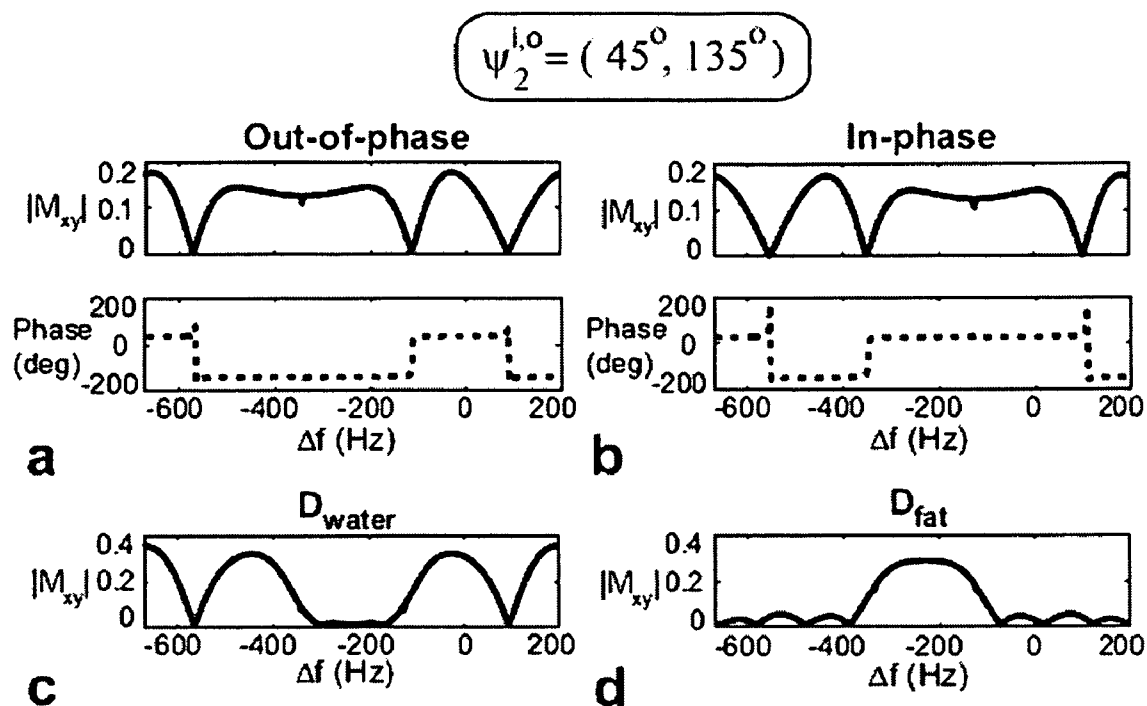 ψ₂^{i,o} = ( 45°, 135° )
Out-of-phase
In-phase
|Mxy|
0.2
0.1
0
|Mxy|
0.2
0.1
0
Phase
(deg)
200
0
-200
Phase
(deg)
200
0
-200
-600 -400 -200 0 200
-600 -400 -200 0 200
Δf (Hz)
Δf (Hz)
a
b
Dwater
Dfat
|Mxy|
0.4
0.2
0
|Mxy|
0.4
0.2
0
-600 -400 -200 0 200
-600 -400 -200 0 200
Δf (Hz)
Δf (Hz)
c
d